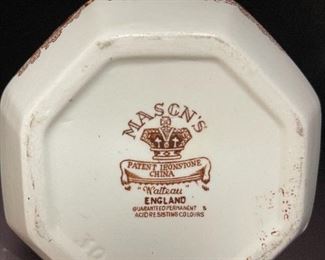 MASON'S
PATENT IRONSTONE
CHINA
"Watteau"
ENGLAND
GUARANTEED PERMANENT &
ACID RESISTING COLOURS